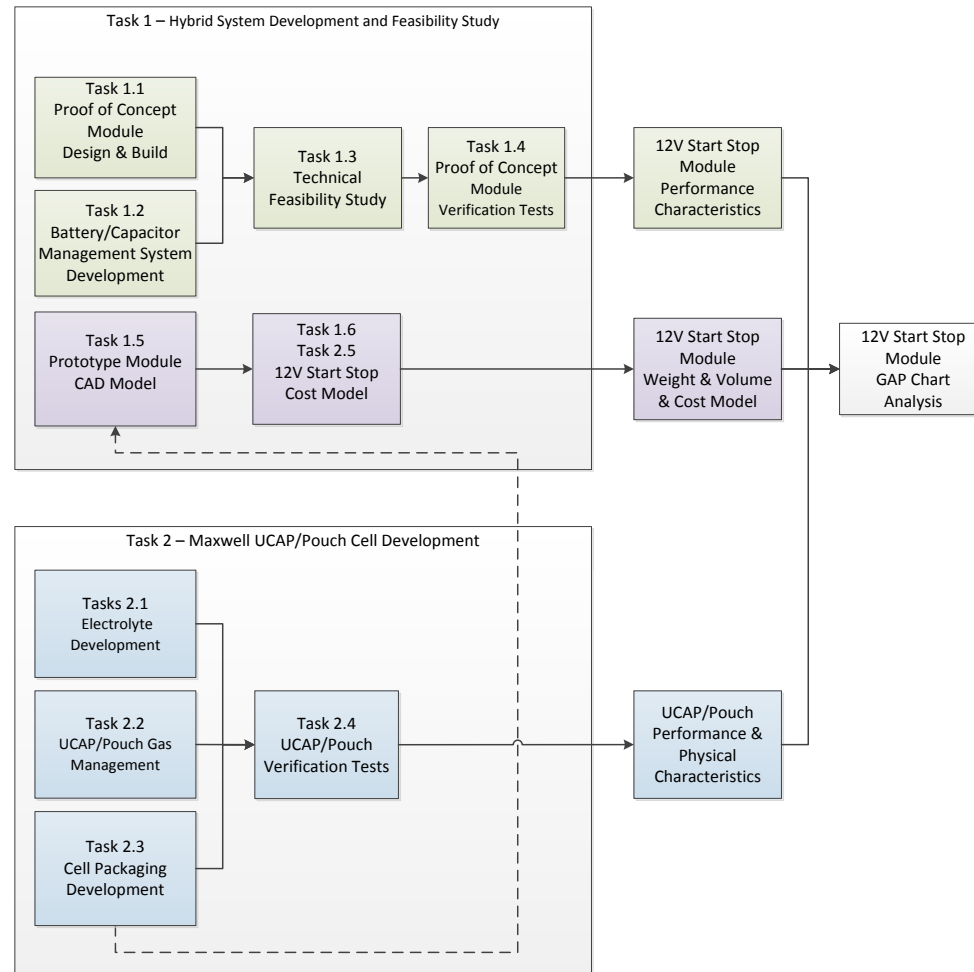 Task 1 – Hybrid System Development and Feasibility Study
Task 1.1
Proof of Concept
Module
Design & Build
Task 1.2
Battery/Capacitor
Management System
Development
Task 1.3
Technical
Feasibility Study
Task 1.4
Proof of Concept
Module
Verification Tests
12V Start Stop
Module
Performance
Characteristics
Task 1.5
Prototype Module
CAD Model
Task 1.6
Task 2.5
12V Start Stop
Cost Model
12V Start Stop
Module
Weight & Volume
& Cost Model
12V Start Stop
Module
GAP Chart
Analysis
Task 2 – Maxwell UCAP/Pouch Cell Development
Tasks 2.1
Electrolyte
Development
Task 2.2
UCAP/Pouch Gas
Management
Task 2.3
Cell Packaging
Development
Task 2.4
UCAP/Pouch
Verification Tests
UCAP/Pouch
Performance &
Physical
Characteristics